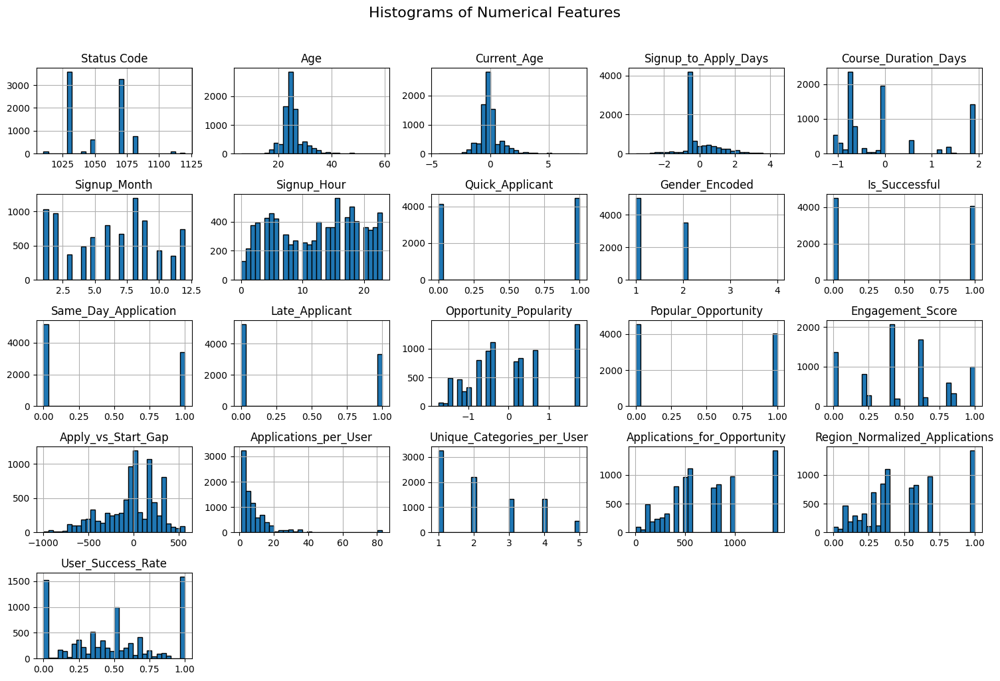 Histograms of Numerical Features
Status Code Age Current_Age Signup_to_Apply_Days Course_Duration_Days
3000 2000 1000 0
1025 1050 1075 1100 1125
2000 1000 0
20 40 60
2000 1000 0
−5 0 5
4000 2000 0
−2 0 2 4
2000 1000 0
−1 0 1 2
Signup_Month Signup_Hour Quick_Applicant Gender_Encoded Is_Successful
1000 500 0
2.5 5.0 7.5 10.0 12.5
400 200 0
0 10 20
4000 2000 0
0.00 0.25 0.50 0.75 1.00
4000 2000 0
1 2 3 4
4000 2000 0
0.00 0.25 0.50 0.75 1.00
Same_Day_Application Late_Applicant Opportunity_Popularity Popular_Opportunity Engagement_Score
4000 2000 0
0.00 0.25 0.50 0.75 1.00
4000 2000 0
0.00 0.25 0.50 0.75 1.00
1000 500 0
−1 0 1
4000 2000 0
0.00 0.25 0.50 0.75 1.00
2000 1000 0
0.00 0.25 0.50 0.75 1.00
Apply_vs_Start_Gap Applications_per_User Unique_Categories_per_User Applications_for_Opportunity Region_Normalized_Applications
1000 500 0
−1000 −500 0 500
3000 2000 1000 0
0 20 40 60 80
3000 2000 1000 0
1 2 3 4 5
1000 500 0
0 500 1000
1000 500 0
0.00 0.25 0.50 0.75 1.00
User_Success_Rate
1500 1000 500 0
0.00 0.25 0.50 0.75 1.00